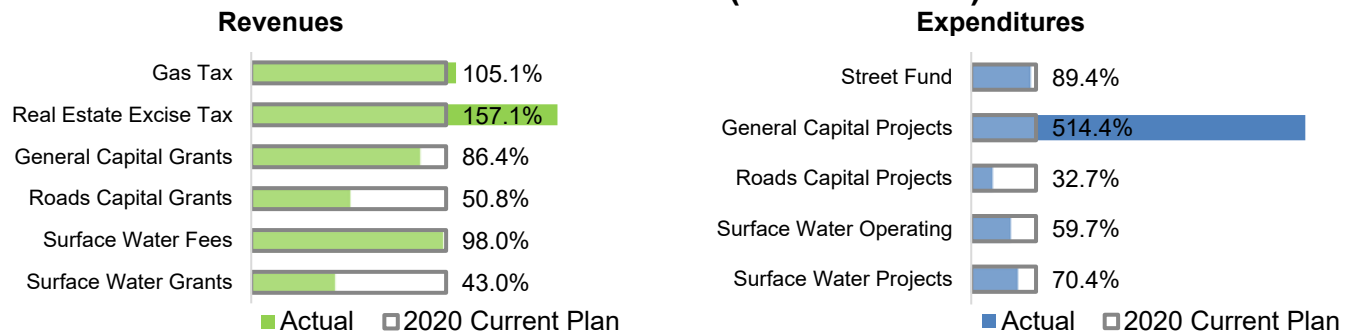 Revenues
Gas Tax 105.1%
Real Estate Excise Tax 157.1%
General Capital Grants 86.4%
Roads Capital Grants 50.8%
Surface Water Fees 98.0%
Surface Water Grants 43.0%
Actual 2020 Current Plan
Expenditures
Street Fund 89.4%
General Capital Projects 514.4%
Roads Capital Projects 32.7%
Surface Water Operating 59.7%
Surface Water Projects 70.4%
Actual 2020 Current Plan